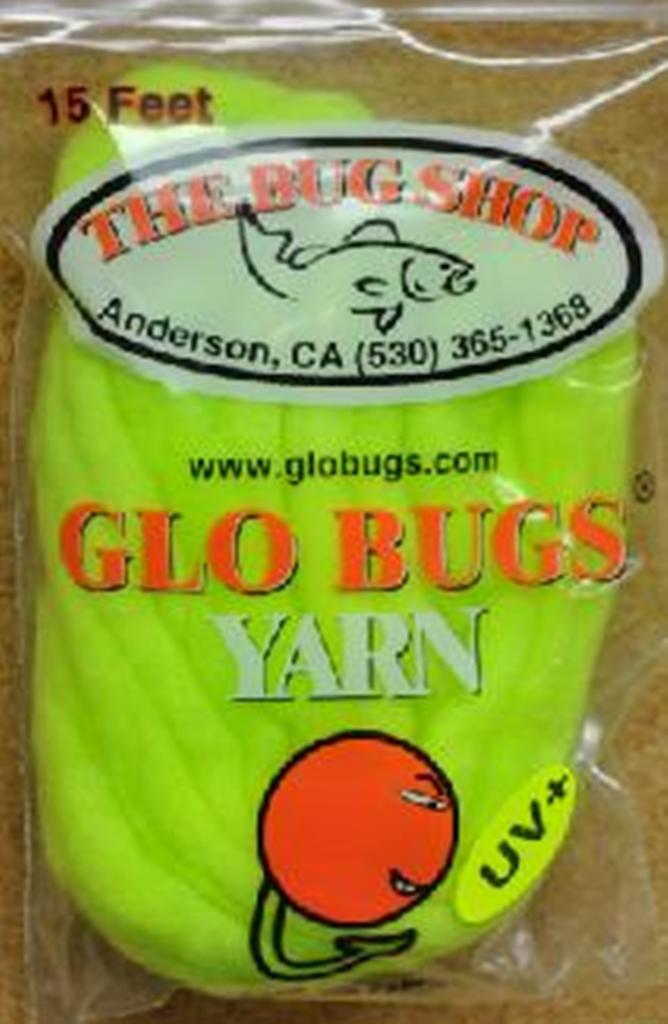 15 Feet
THE BUG SHOP
Anderson, CA (530) 365-1368
www.globugs.com
GLO BUGS®
YARN
UV+